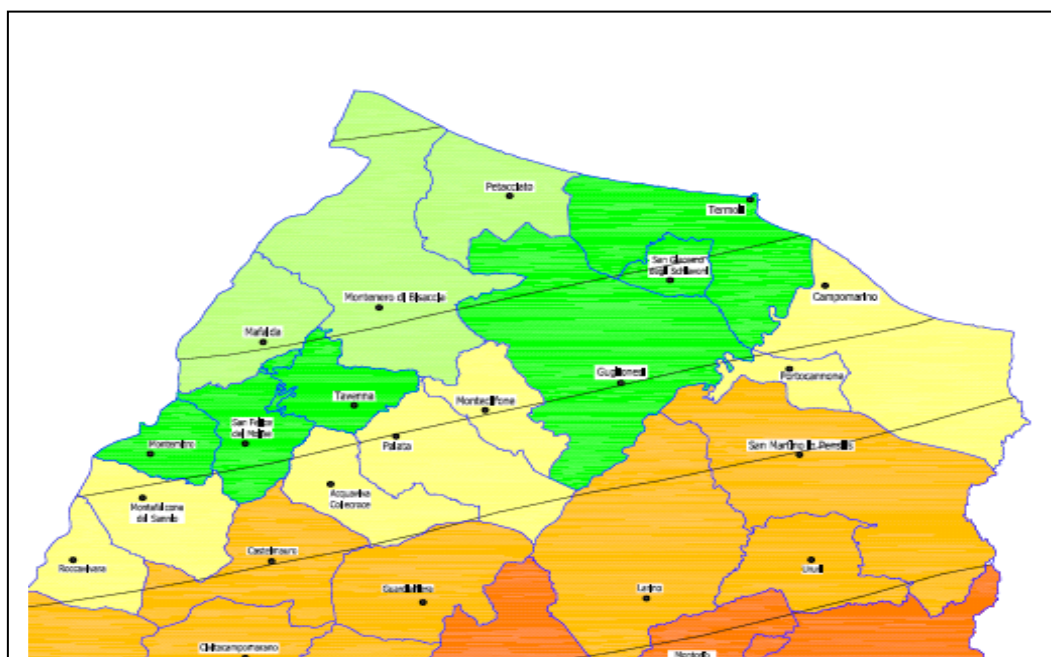 Petacciato
Termoli
San Giacomo
degli Schiavoni
Montenero di Bisaccia
Campomarino
Mafalda
Guglionesi
Portocannone
Tavenna
Montecilfone
San Felice
del Molise
Montemitro
Palata
San Martino in Pensilis
Acquaviva
Collecroce
Montefalcone
del Sannio
Castelmauro
Roccavivara
Ururi
Guardialfiera
Larino
Civitacampomarano